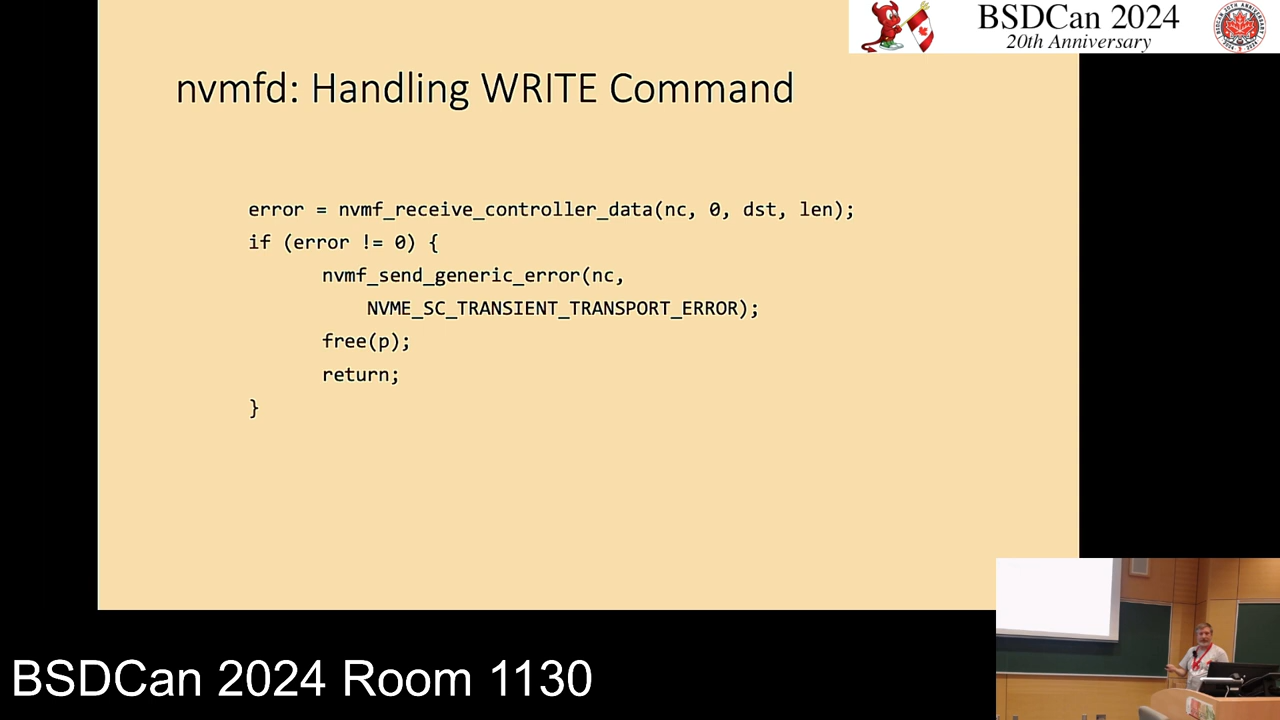 BSDCan 2024
20th Anniversary
nvmfd: Handling WRITE Command
error = nvmf_receive_controller_data(nc, 0, dst, len);
if (error != 0) {
nvmf_send_generic_error(nc,
NVME_SC_TRANSIENT_TRANSPORT_ERROR);
free(p);
return;
}
BSDCan 2024 Room 1130